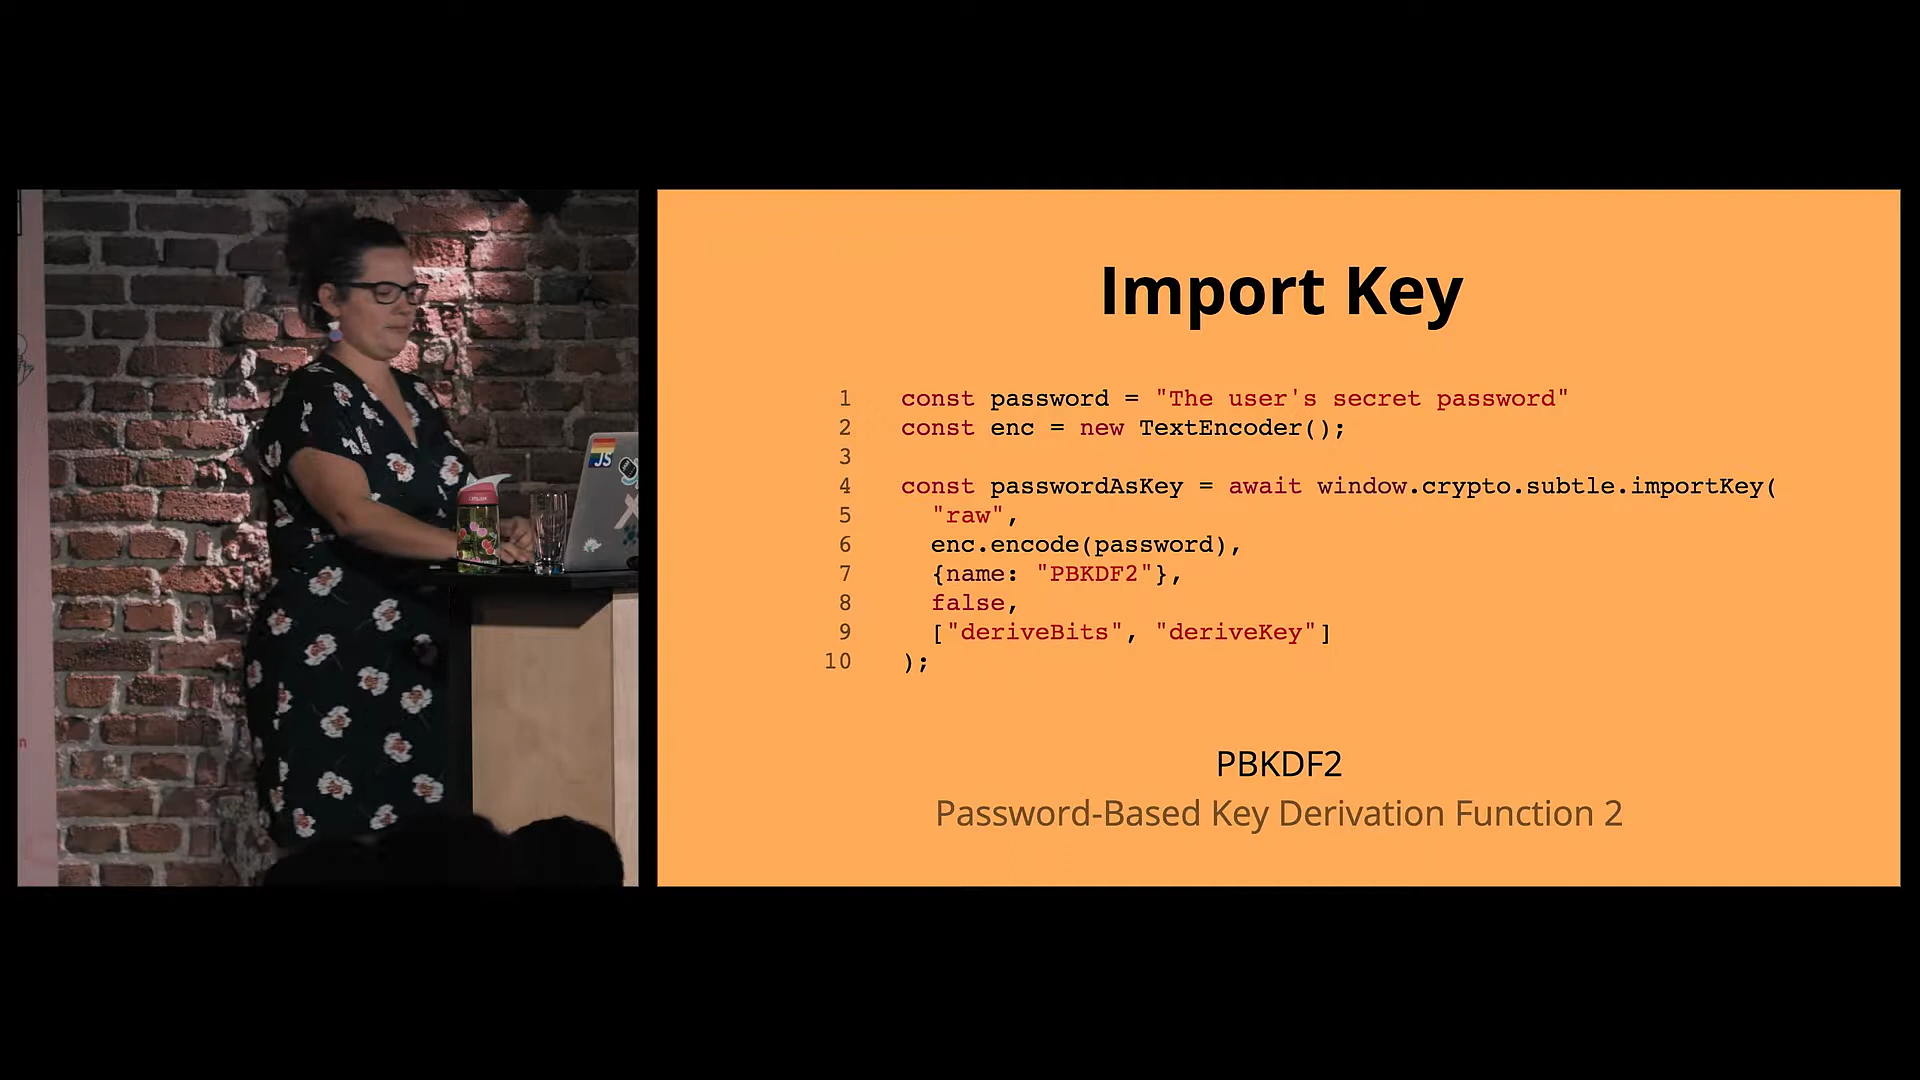 JS
Import Key
1 const password = "The user's secret password"
2 const enc = new TextEncoder();
3
4 const passwordAsKey = await window.crypto.subtle.importKey(
5 "raw",
6 enc.encode(password),
7 {name: "PBKDF2"},
8 false,
9 ["deriveBits", "deriveKey"]
10 );
PBKDF2
Password-Based Key Derivation Function 2